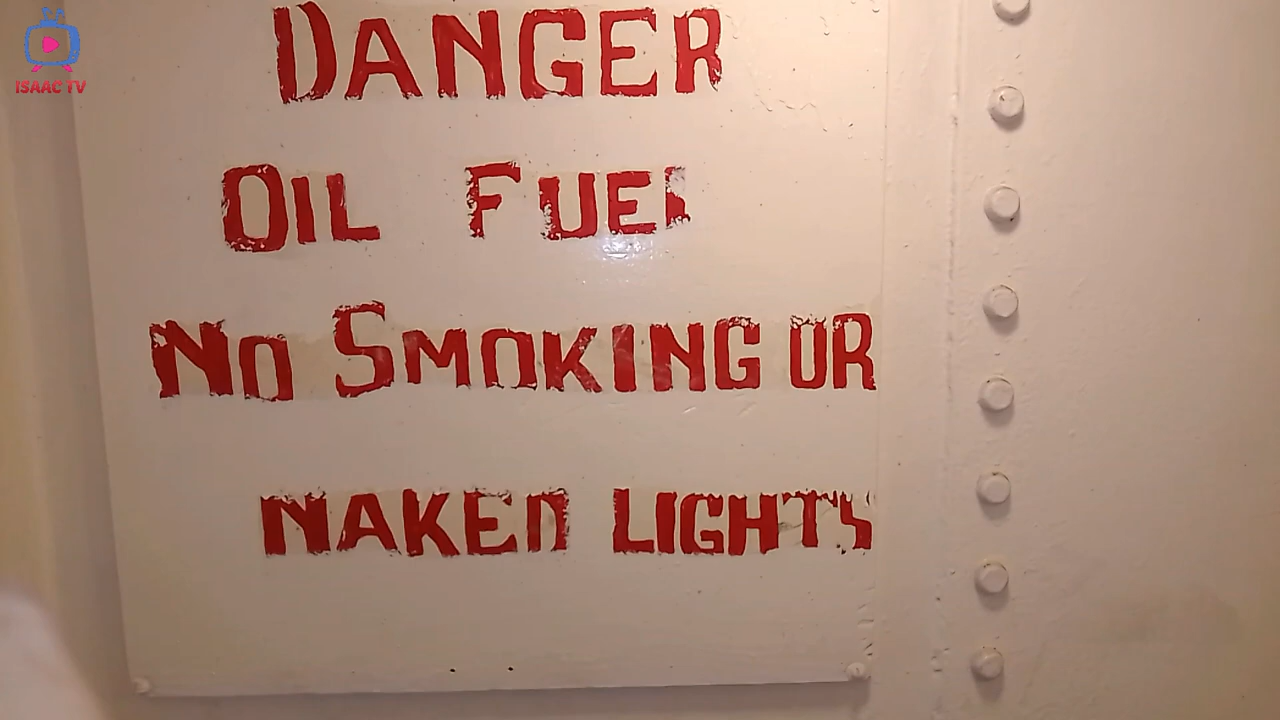 ISAAC TV
DANGER
OIL FUEL
NO SMOKING OR
NAKED LIGHTS